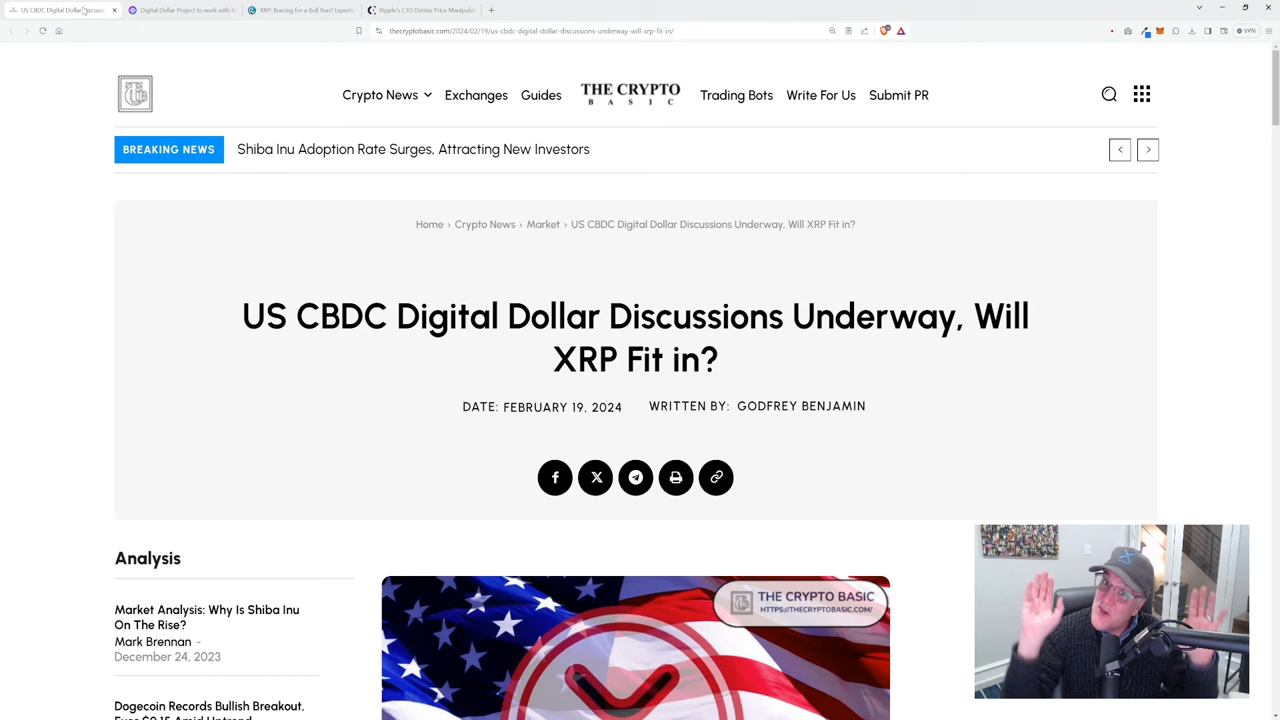 US CBDC Digital Dollar Discuss
Digital Dollar Project to work with
XRP: Bracing for a Bull Run? Expert
Ripple's CTO Denies Price Manipula
thecryptobasic.com/2024/02/19/us-cbdc-digital-dollar-discussions-underway-will-xrp-fit-in/
VPN
Crypto News
Exchanges
Guides
THE CRYPTO
BASIC
Trading Bots
Write For Us
Submit PR
BREAKING NEWS
Shiba Inu Adoption Rate Surges, Attracting New Investors
Home › Crypto News › Market › US CBDC Digital Dollar Discussions Underway, Will XRP Fit in?
US CBDC Digital Dollar Discussions Underway, Will
XRP Fit in?
DATE: FEBRUARY 19, 2024
WRITTEN BY: GODFREY BENJAMIN
Analysis
THE CRYPTO BASIC
HTTPS://THECRYPTOBASIC.COM/
Market Analysis: Why Is Shiba Inu
On The Rise?
Mark Brennan -
December 24, 2023
Dogecoin Records Bullish Breakout,